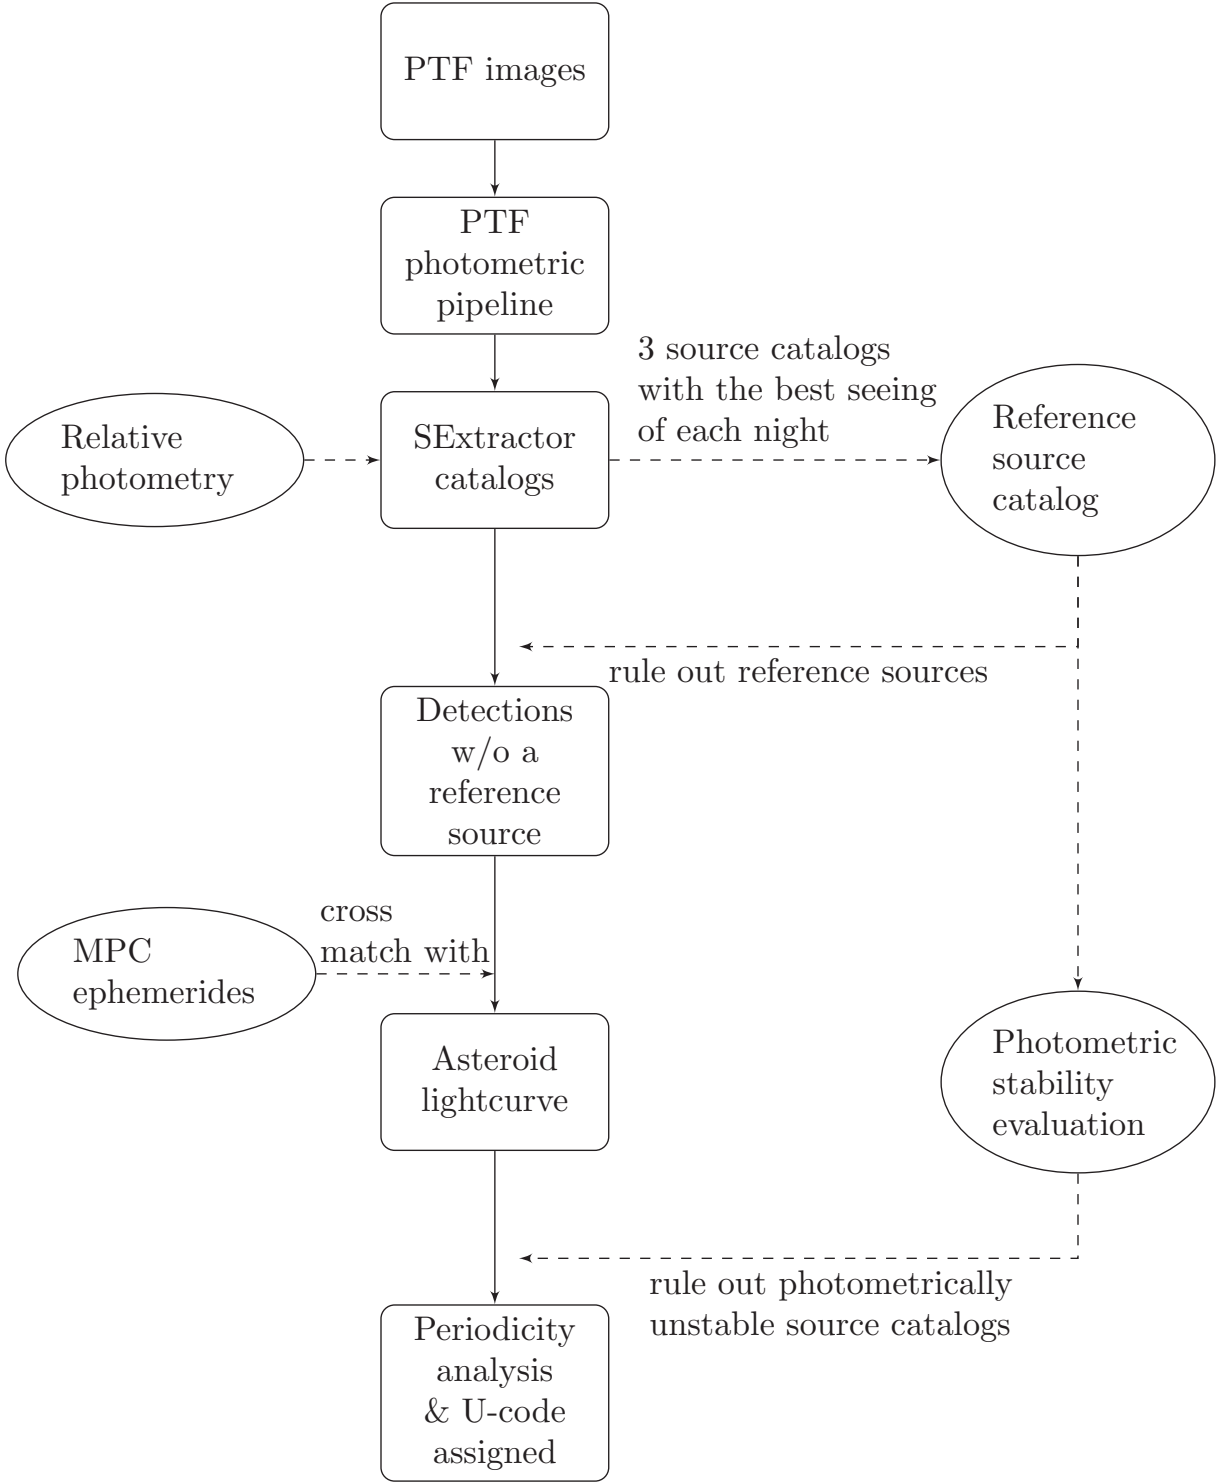 PTF images
PTF
photometric
pipeline
3 source catalogs
with the best seeing
of each night
Relative
photometry
SExtractor
catalogs
Reference
source
catalog
rule out reference sources
Detections
w/o a
reference
source
cross
match with
MPC
ephemerides
Asteroid
lightcurve
Photometric
stability
evaluation
rule out photometrically
unstable source catalogs
Periodicity
analysis
& U-code
assigned